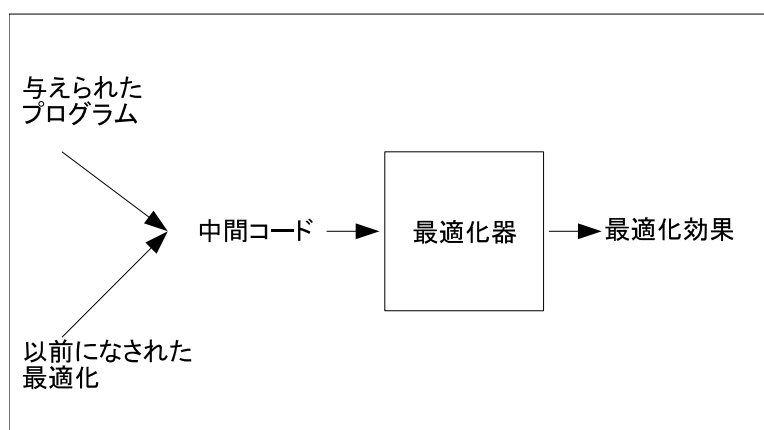 与えられた
プログラム
中間コード
最適化器
最適化効果
以前になされた
最適化